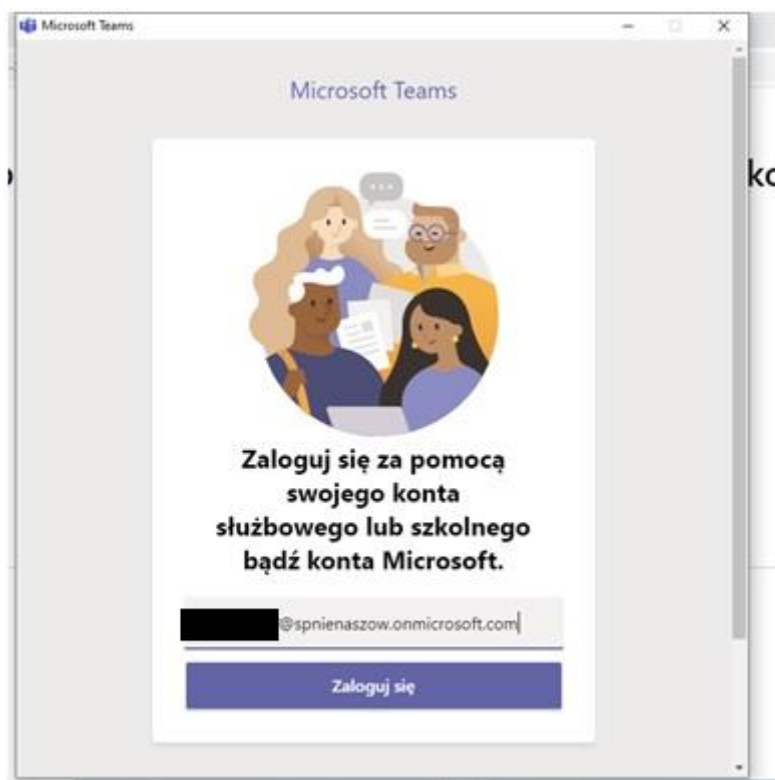 Microsoft Teams
Microsoft Teams
ko
Zaloguj się za pomocą
swojego konta
służbowego lub szkolnego
bądź konta Microsoft.
@spnienaszow.onmicrosoft.com
Zaloguj się